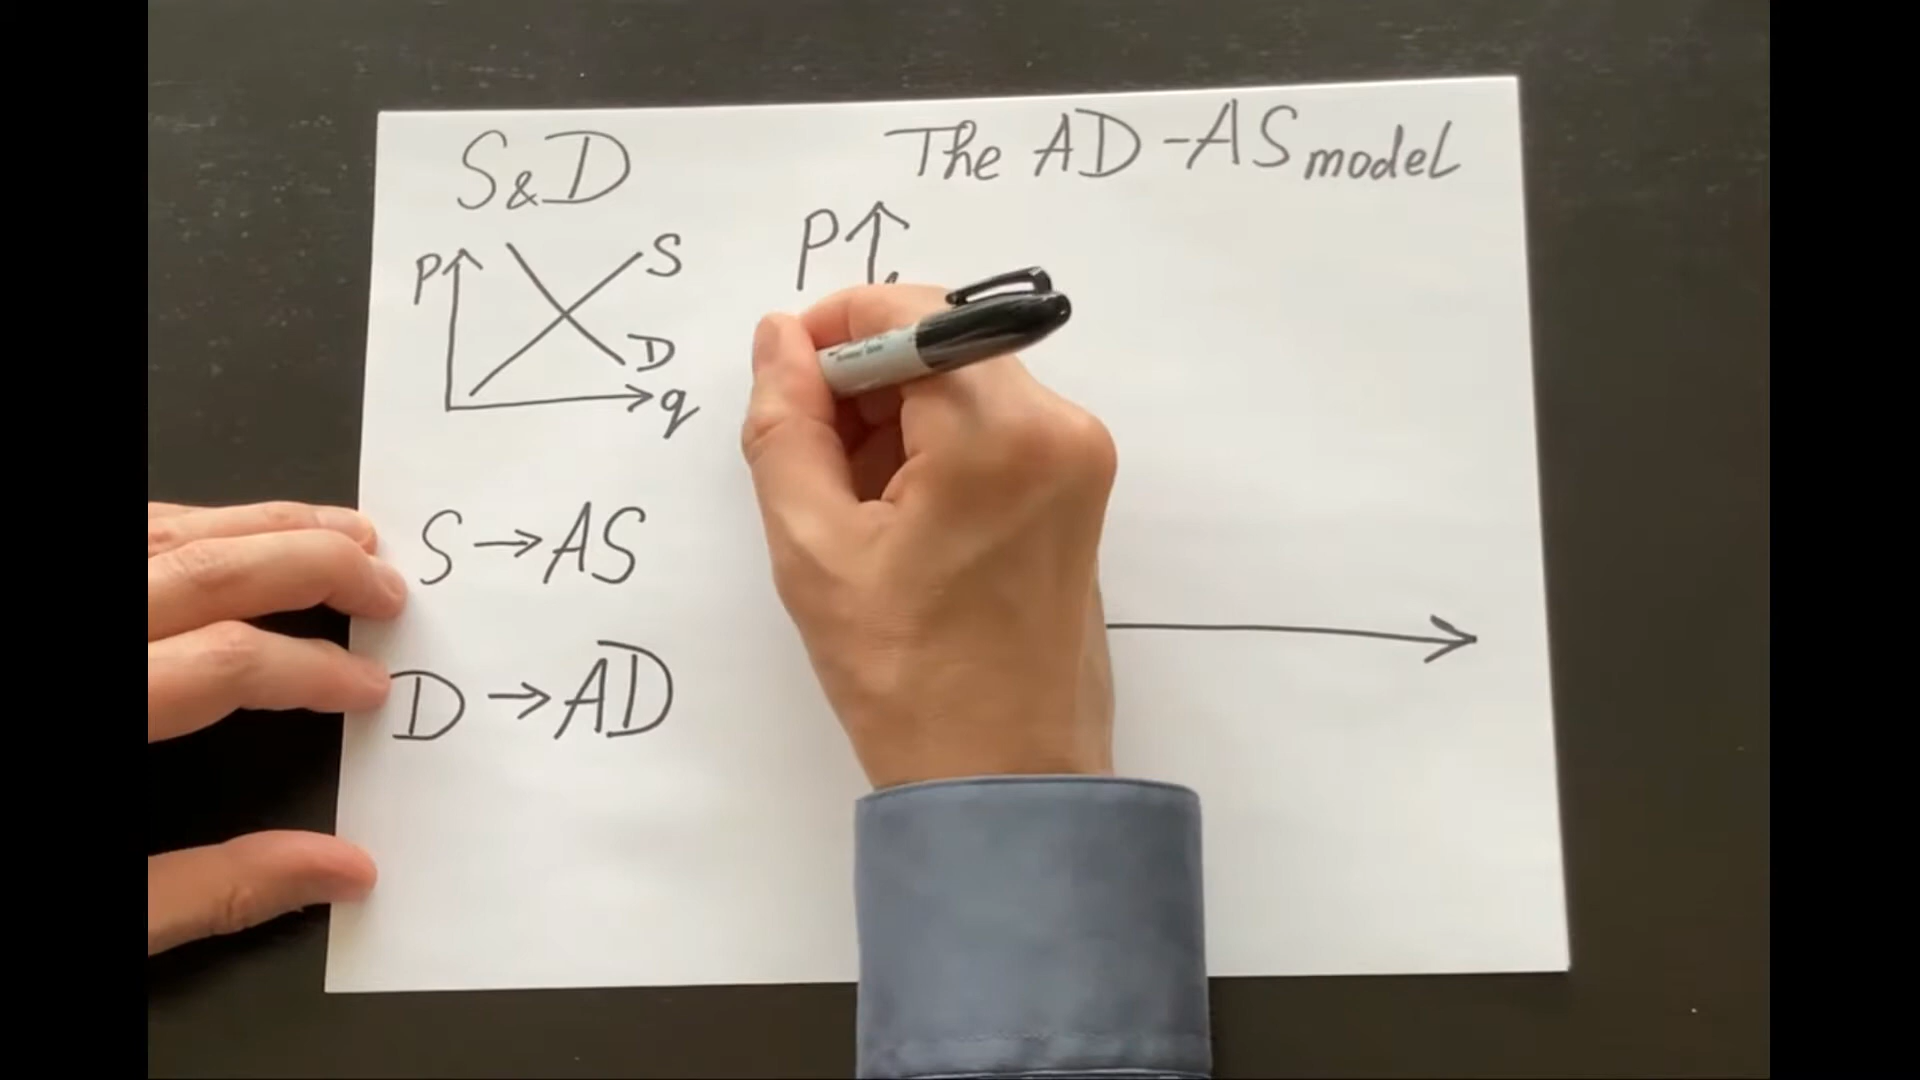 S&D
P
S
D
q
S→AS
D→AD
The AD-AS model
P